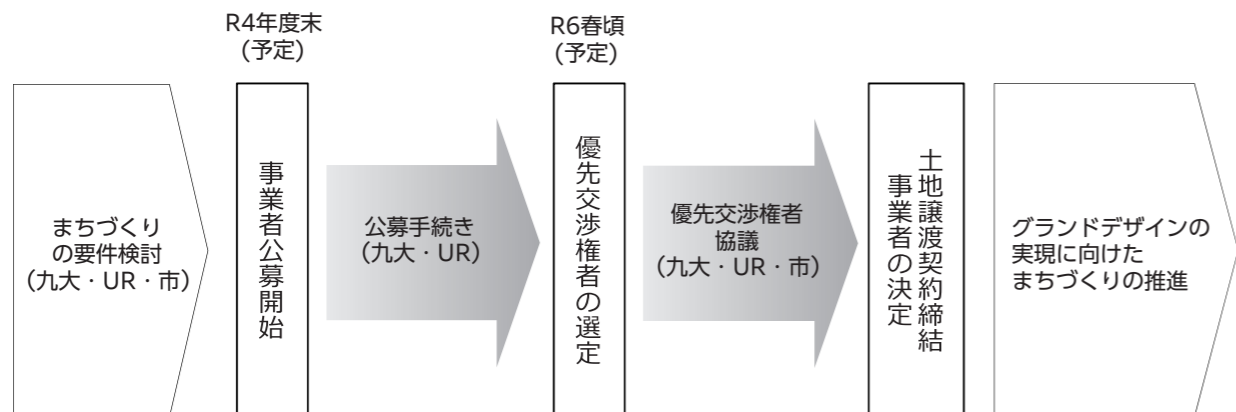 まちづくり
の要件検討
（九大・UR・市）
R4年度末
(予定)
事業者公募開始
公募手続き
（九大・UR）
R6春頃
(予定)
優先交渉権者の選定
優先交渉権者
協議
（九大・UR・市）
土地譲渡契約締結
事業者の決定
グランドデザインの
実現に向けた
まちづくりの推進